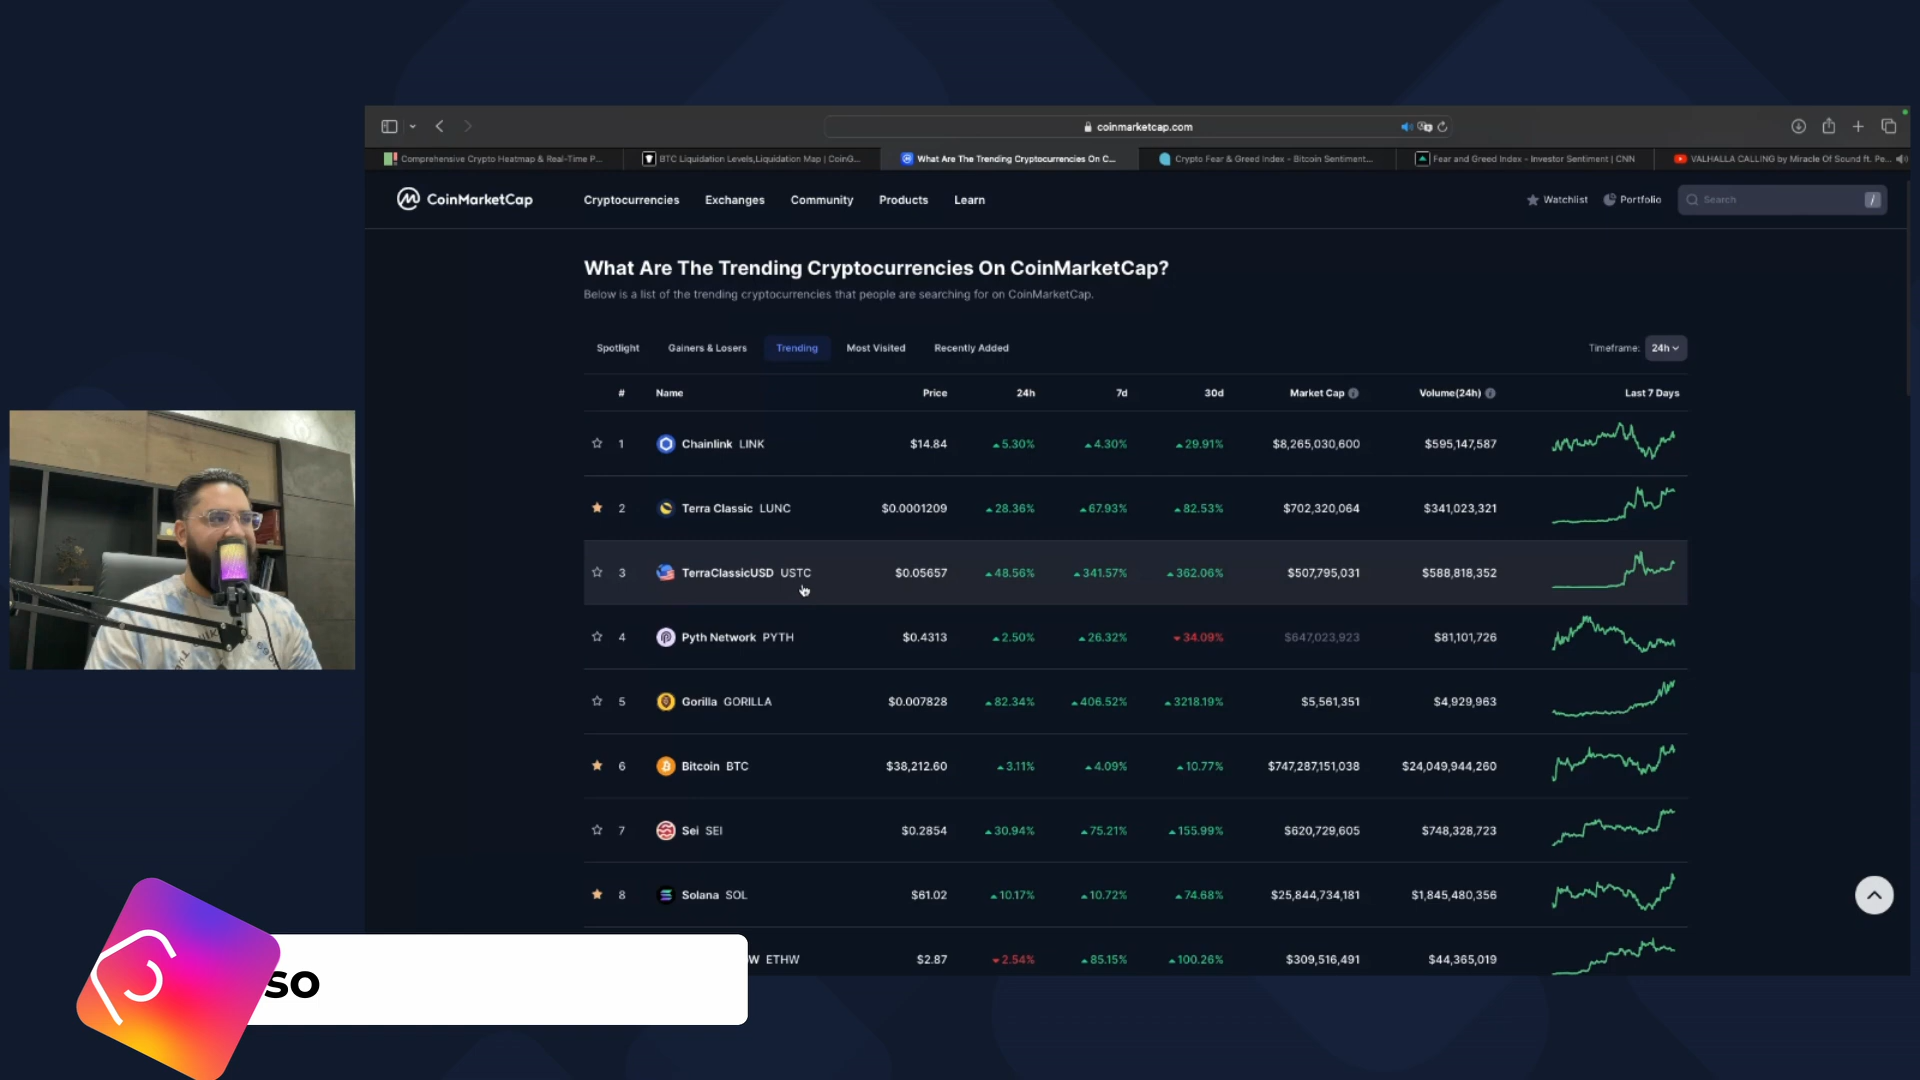 coinmarketcap.com
Comprehensive Crypto Heatmap & Real-Time P...
BTC Liquidation Levels,Liquidation Map | CoinG...
What Are The Trending Cryptocurrencies On C...
Crypto Fear & Greed Index - Bitcoin Sentiment...
Fear and Greed Index - Investor Sentiment | CNN
VALHALLA CALLING by Miracle Of Sound ft. Pe...
CoinMarketCap
Cryptocurrencies Exchanges Community Products Learn
Watchlist Portfolio Search /
What Are The Trending Cryptocurrencies On CoinMarketCap?
Below is a list of the trending cryptocurrencies that people are searching for on CoinMarketCap.
Spotlight Gainers & Losers Trending Most Visited Recently Added Timeframe: 24h
# Name Price 24h 7d 30d Market Cap Volume(24h) Last 7 Days
1 Chainlink LINK $14.84 5.30% 4.30% 29.91% $8,265,030,600 $595,147,587
2 Terra Classic LUNC $0.0001209 28.36% 67.93% 82.53% $702,320,064 $341,023,321
3 TerraClassicUSD USTC $0.05657 48.56% 341.57% 362.06% $507,795,031 $588,818,352
4 Pyth Network PYTH $0.4313 2.50% 26.32% 34.09% $647,023,923 $81,101,726
5 Gorilla GORILLA $0.007828 82.34% 406.52% 3218.19% $5,561,351 $4,929,963
6 Bitcoin BTC $38,212.60 3.11% 4.09% 10.77% $747,287,151,038 $24,049,944,260
7 Sei SEI $0.2854 30.94% 75.21% 155.99% $620,729,605 $748,328,723
8 Solana SOL $61.02 10.17% 10.72% 74.68% $25,844,734,181 $1,845,480,356
W ETHW $2.87 2.54% 85.15% 100.26% $309,516,491 $44,365,019
so